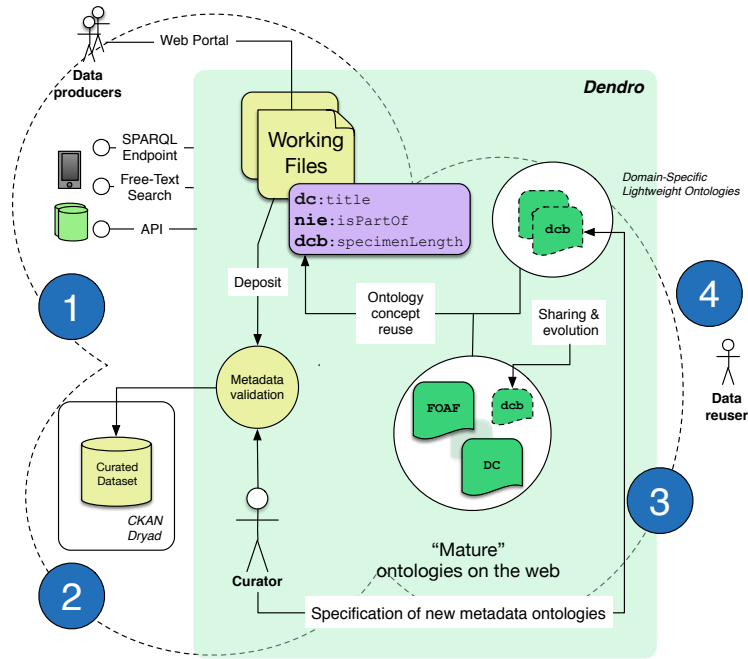 Web Portal
Data
producers
Dendro
SPARQL
Endpoint
Free-Text
Search
API
Working
Files
dc:title
nie:isPartOf
dcb:specimenLength
dcb
Domain-Specific
Lightweight Ontologies
1
Deposit
Ontology
concept
reuse
Sharing &
evolution
4
Metadata
validation
FOAF
dcb
DC
Data
reuser
Curated
Dataset
CKAN
Dryad
3
Curator
"Mature"
ontologies on the web
2
Specification of new metadata ontologies